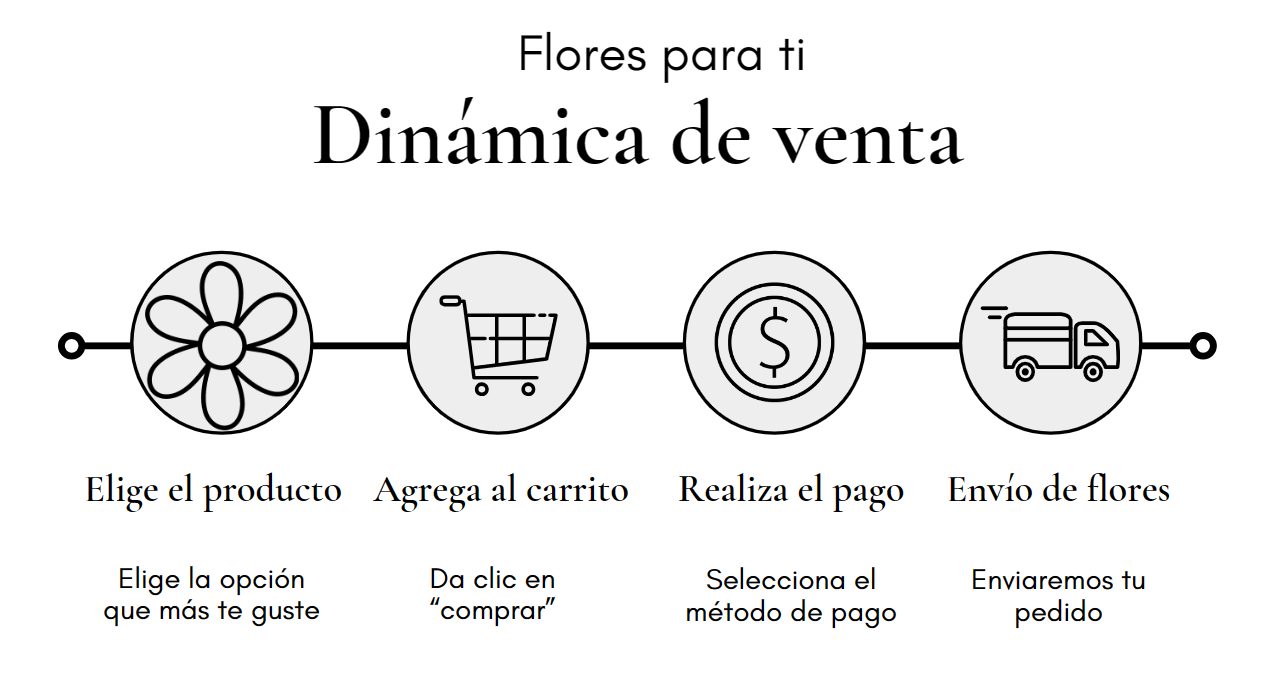 Flores para ti
Dinámica de venta
$
Elige el producto
Agrega al carrito
Realiza el pago
Envío de flores
Elige la opción
que más te guste
Da clic en
“comprar”
Selecciona el
método de pago
Enviaremos tu
pedido